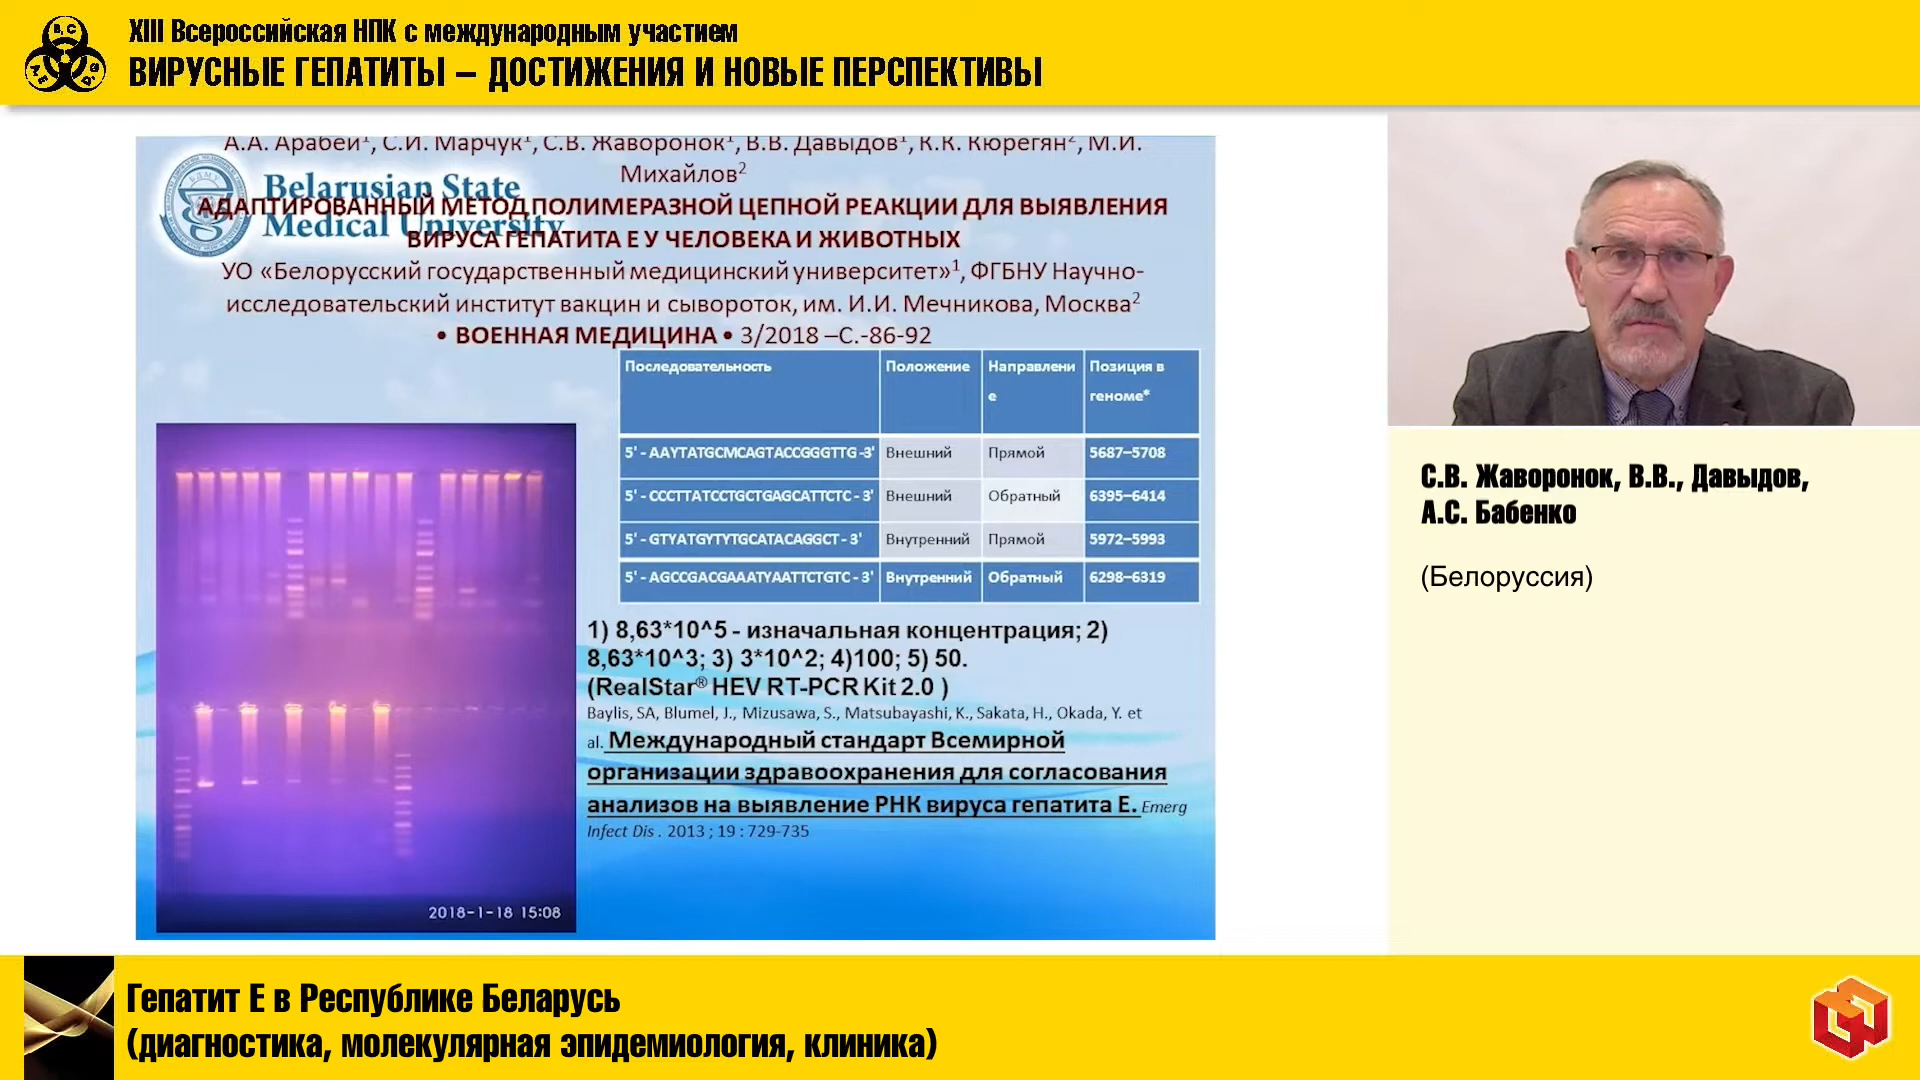 XIII Всероссийская НПК с международным участием
ВИРУСНЫЕ ГЕПАТИТЫ – ДОСТИЖЕНИЯ И НОВЫЕ ПЕРСПЕКТИВЫ
А.А. Арабей¹, С.И. Марчук¹, С.В. Жаворонок¹, В.В. Давыдов¹, К.К. Кюрегян², М.И.
Михайлов²
Belarusian State
Medical University
АДАПТИРОВАННЫЙ МЕТОД ПОЛИМЕРАЗНОЙ ЦЕПНОЙ РЕАКЦИИ ДЛЯ ВЫЯВЛЕНИЯ
ВИРУСА ГЕПАТИТА Е У ЧЕЛОВЕКА И ЖИВОТНЫХ
УО «Белорусский государственный медицинский университет»¹, ФГБНУ Научно-
исследовательский институт вакцин и сывороток, им. И.И. Мечникова, Москва²
• ВОЕННАЯ МЕДИЦИНА • 3/2018 –С.-86-92
Последовательность Положение Направлени Позиция в
е геноме*
5' - AAYTATGCMCAGTACCGGGTTG -3' Внешний Прямой 5687–5708
5' - CCCTTATCCTGCTGAGCATTCTC - 3' Внешний Обратный 6395–6414
5' - GTYATGYTYTGCATACAGGCT - 3' Внутренний Прямой 5972–5993
5' - AGCCGACGAAATYAATTCTGTC - 3' Внутренний Обратный 6298–6319
1) 8,63*10^5 - изначальная концентрация; 2)
8,63*10^3; 3) 3*10^2; 4)100; 5) 50.
(RealStar® HEV RT-PCR Kit 2.0 )
Baylis, SA, Blumel, J., Mizusawa, S., Matsubayashi, K., Sakata, H., Okada, Y. et
al. Международный стандарт Всемирной
организации здравоохранения для согласования
анализов на выявление РНК вируса гепатита Е. Emerg
Infect Dis . 2013 ; 19 : 729-735
2018-1-18 15:08
С.В. Жаворонок, В.В., Давыдов,
А.С. Бабенко
(Белоруссия)
Гепатит Е в Республике Беларусь
(диагностика, молекулярная эпидемиология, клиника)